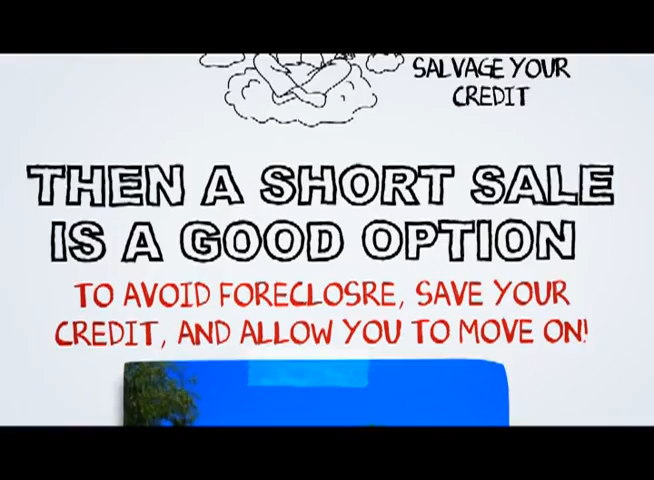 SALVAGE YOUR
CREDIT
THEN A SHORT SALE
IS A GOOD OPTION
TO AVOID FORECLOSRE, SAVE YOUR
CREDIT, AND ALLOW YOU TO MOVE ON!